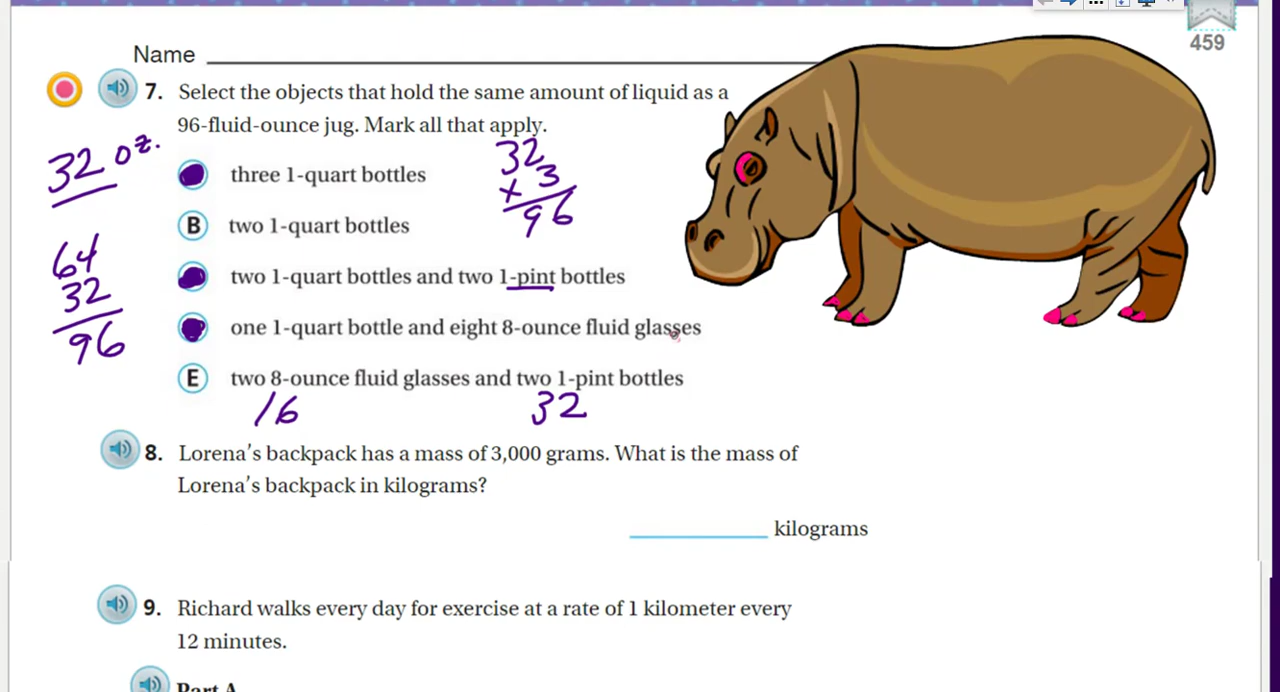 459
Name
7. Select the objects that hold the same amount of liquid as a
96-fluid-ounce jug. Mark all that apply.
32 oz.
32
x 3
96
three 1-quart bottles
B two 1-quart bottles
64
32
96
two 1-quart bottles and two 1-pint bottles
one 1-quart bottle and eight 8-ounce fluid glasses
E two 8-ounce fluid glasses and two 1-pint bottles
16 32
8. Lorena's backpack has a mass of 3,000 grams. What is the mass of
Lorena's backpack in kilograms?
kilograms
9. Richard walks every day for exercise at a rate of 1 kilometer every
12 minutes.
Part A